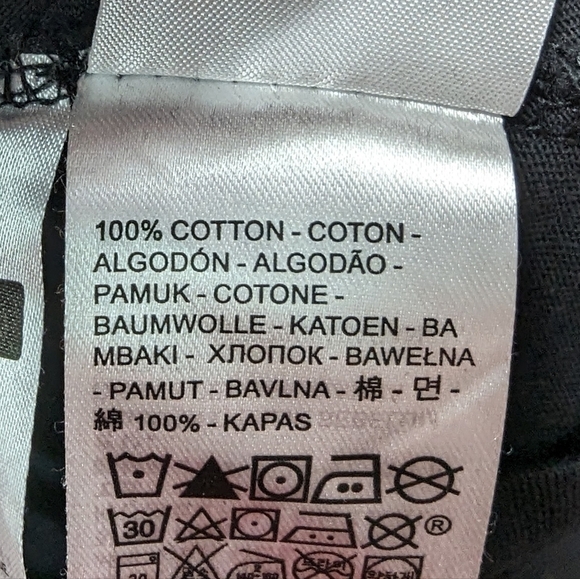 100% COTTON - COTON -
ALGODÓN - ALGODÃO -
PAMUK - COTONE -
BAUMWOLLE - KATOEN - BA
MBAKI - ХЛОПОК - BAWEŁNA
- PAMUT - BAVLNA - 棉 - 면 -
綿 100% - KAPAS
30 ®